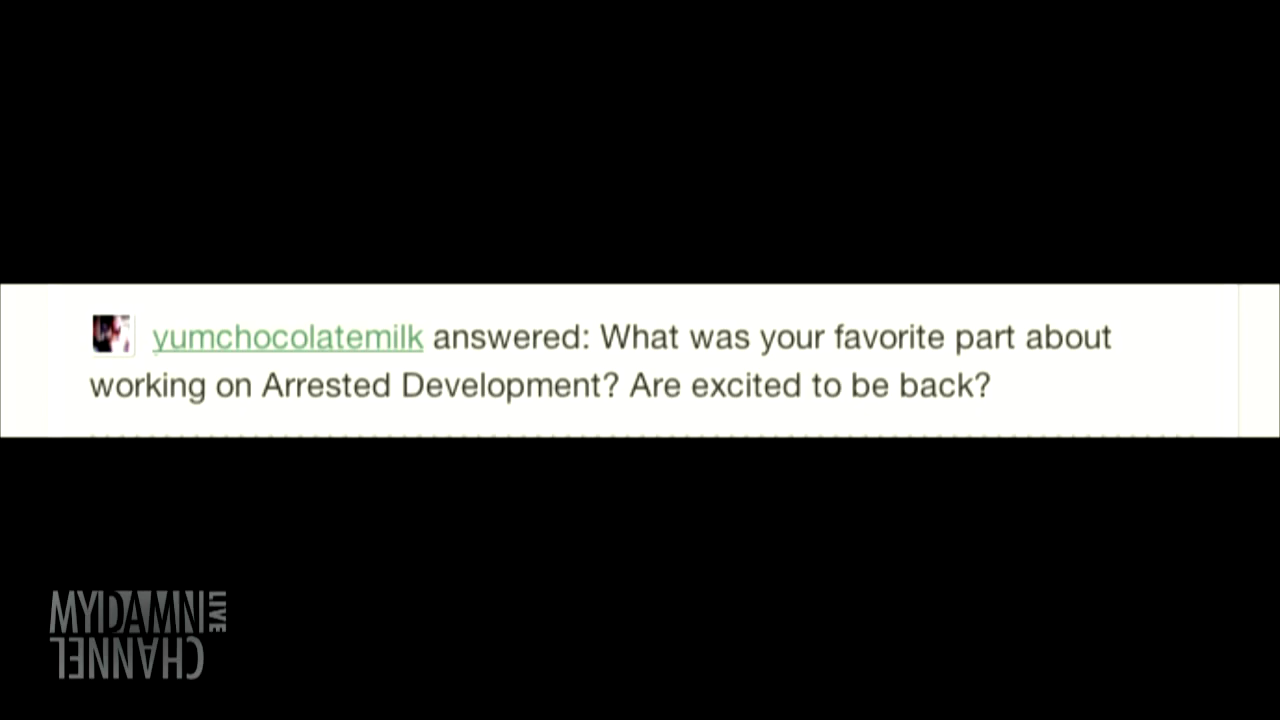 yumchocolatemilk answered: What was your favorite part about
working on Arrested Development? Are excited to be back?
MYDAMN LIVE
CHANNEL